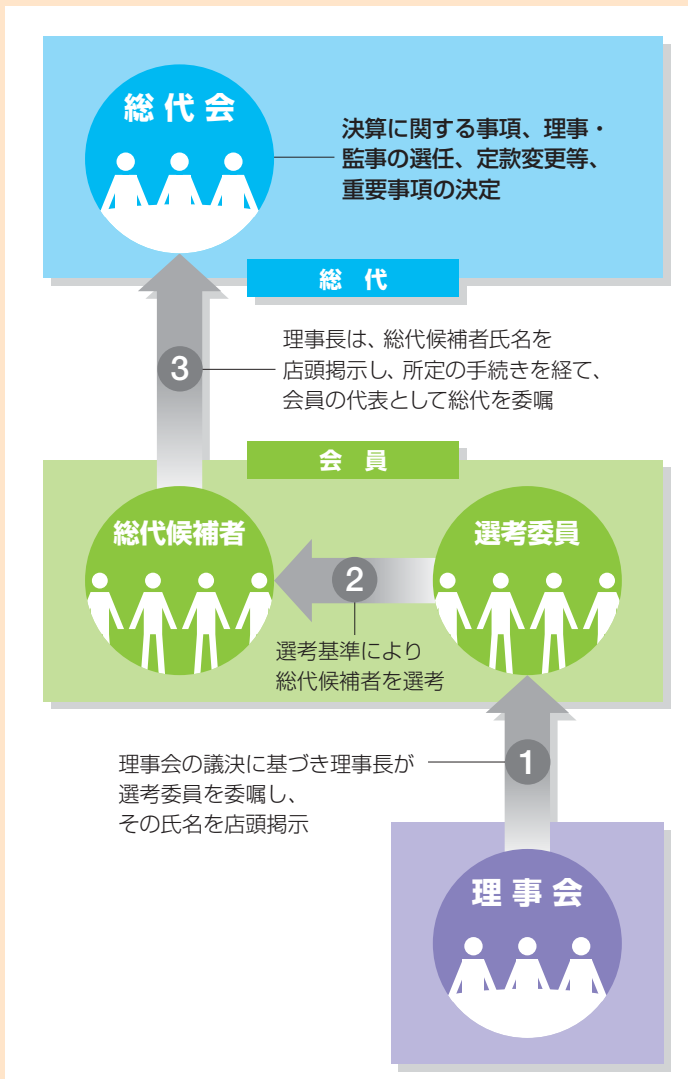 総代会
決算に関する事項、理事・
監事の選任、定款変更等、
重要事項の決定
総 代
3
理事長は、総代候補者氏名を
店頭掲示し、所定の手続きを経て、
会員の代表として総代を委嘱
会 員
総代候補者
選考委員
2
選考基準により
総代候補者を選考
1
理事会の議決に基づき理事長が
選考委員を委嘱し、
その氏名を店頭掲示
理事会